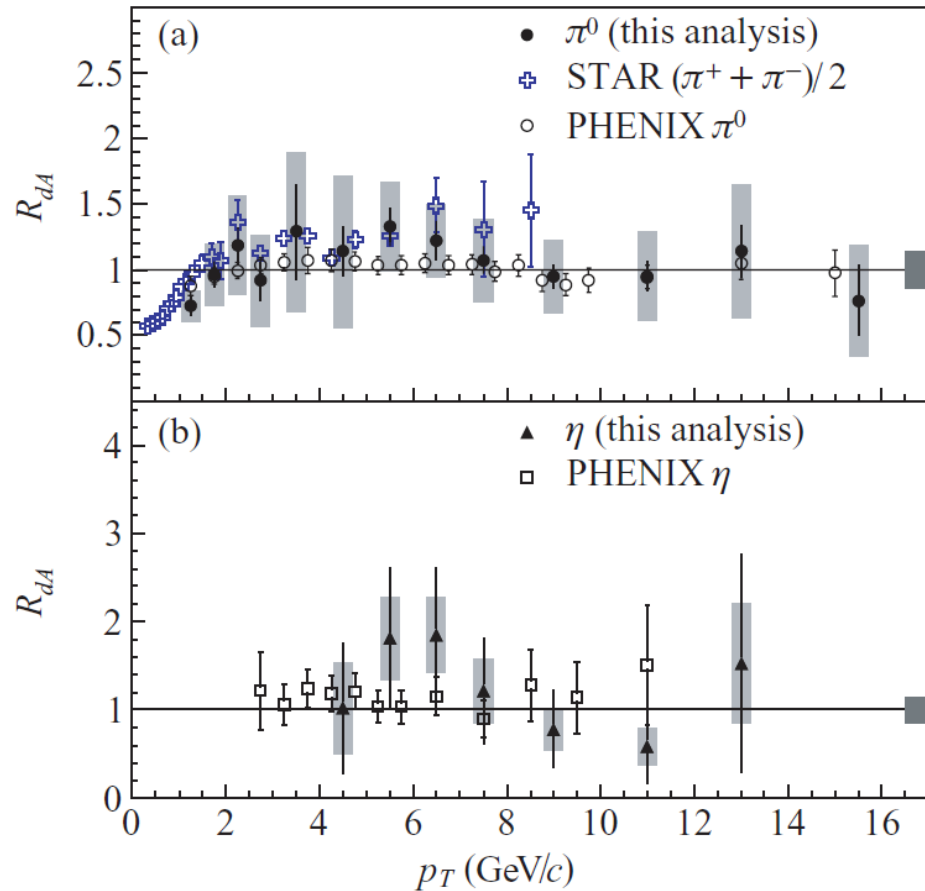 (a)
π⁰ (this analysis)
STAR (π⁺ + π⁻)/2
PHENIX π⁰
2.5
2
1.5
1
0.5
R_dA
(b)
η (this analysis)
PHENIX η
4
3
2
1
0
R_dA
0 2 4 6 8 10 12 14 16
p_T (GeV/c)